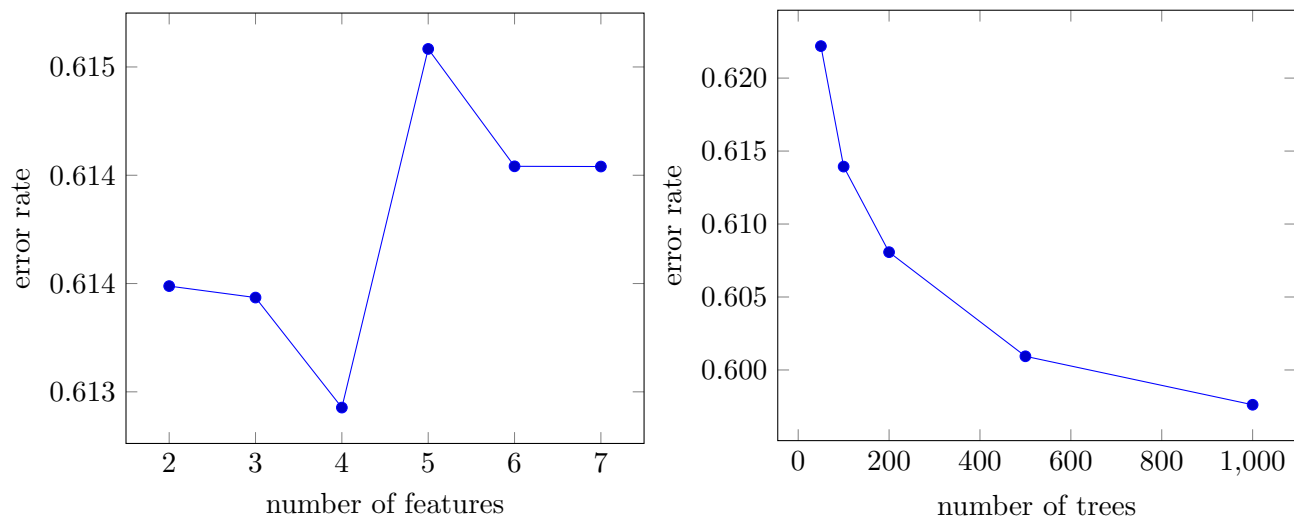 0.615
0.614
0.614
0.613
error rate
2 3 4 5 6 7
number of features
0.620
0.615
0.610
0.605
0.600
error rate
0 200 400 600 800 1,000
number of trees